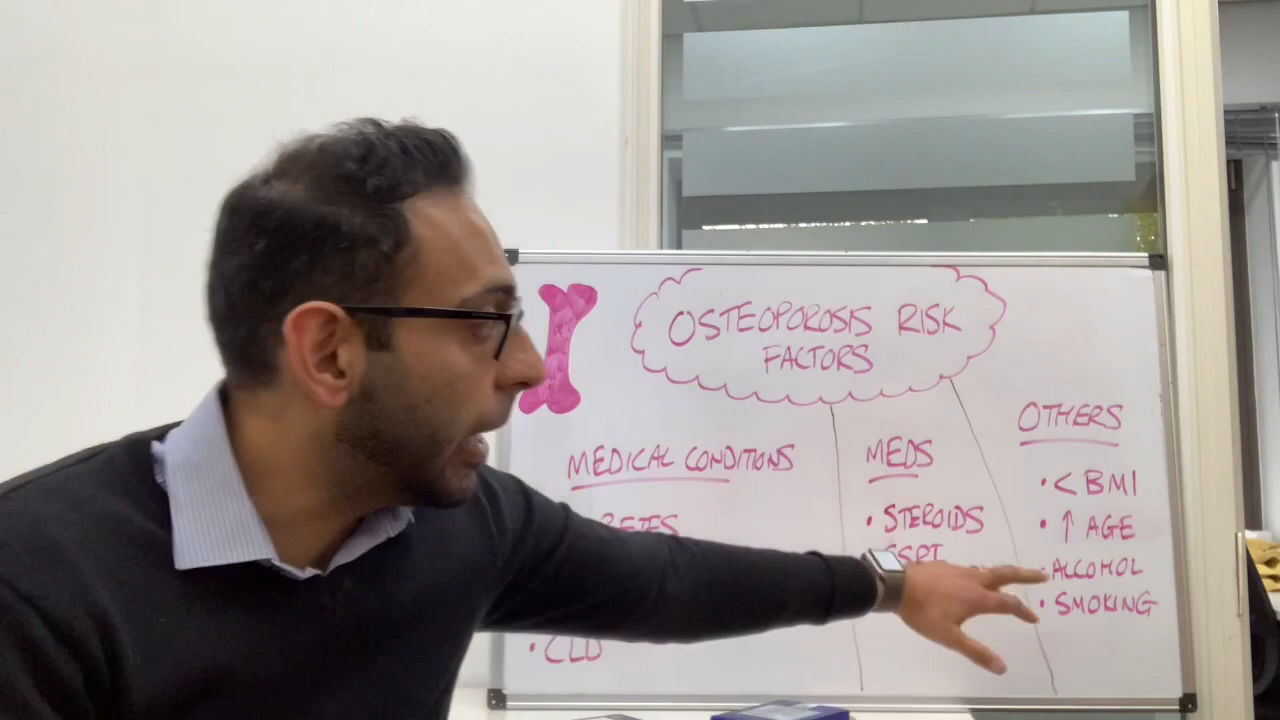 OSTEOPOROSIS RISK
FACTORS
MEDICAL CONDITIONS
• CLD
MEDS
• STEROIDS
OTHERS
• < BMI
• ↑ AGE
• ALCOHOL
• SMOKING